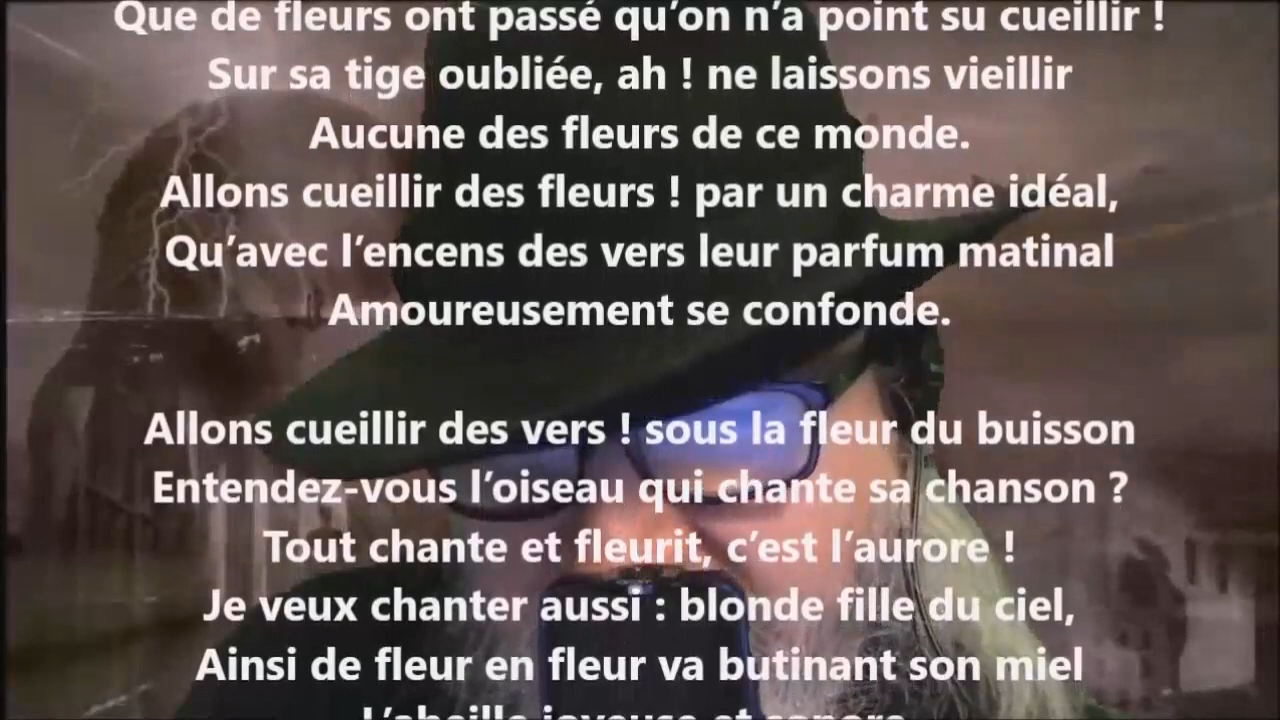 Que de fleurs ont passé qu’on n’a point su cueillir !
Sur sa tige oubliée, ah ! ne laissons vieillir
Aucune des fleurs de ce monde.
Allons cueillir des fleurs ! par un charme idéal,
Qu’avec l’encens des vers leur parfum matinal
Amoureusement se confonde.
Allons cueillir des vers ! sous la fleur du buisson
Entendez-vous l’oiseau qui chante sa chanson ?
Tout chante et fleurit, c’est l’aurore !
Je veux chanter aussi : blonde fille du ciel,
Ainsi de fleur en fleur va butinant son miel
L’abeille joyeuse et sonore